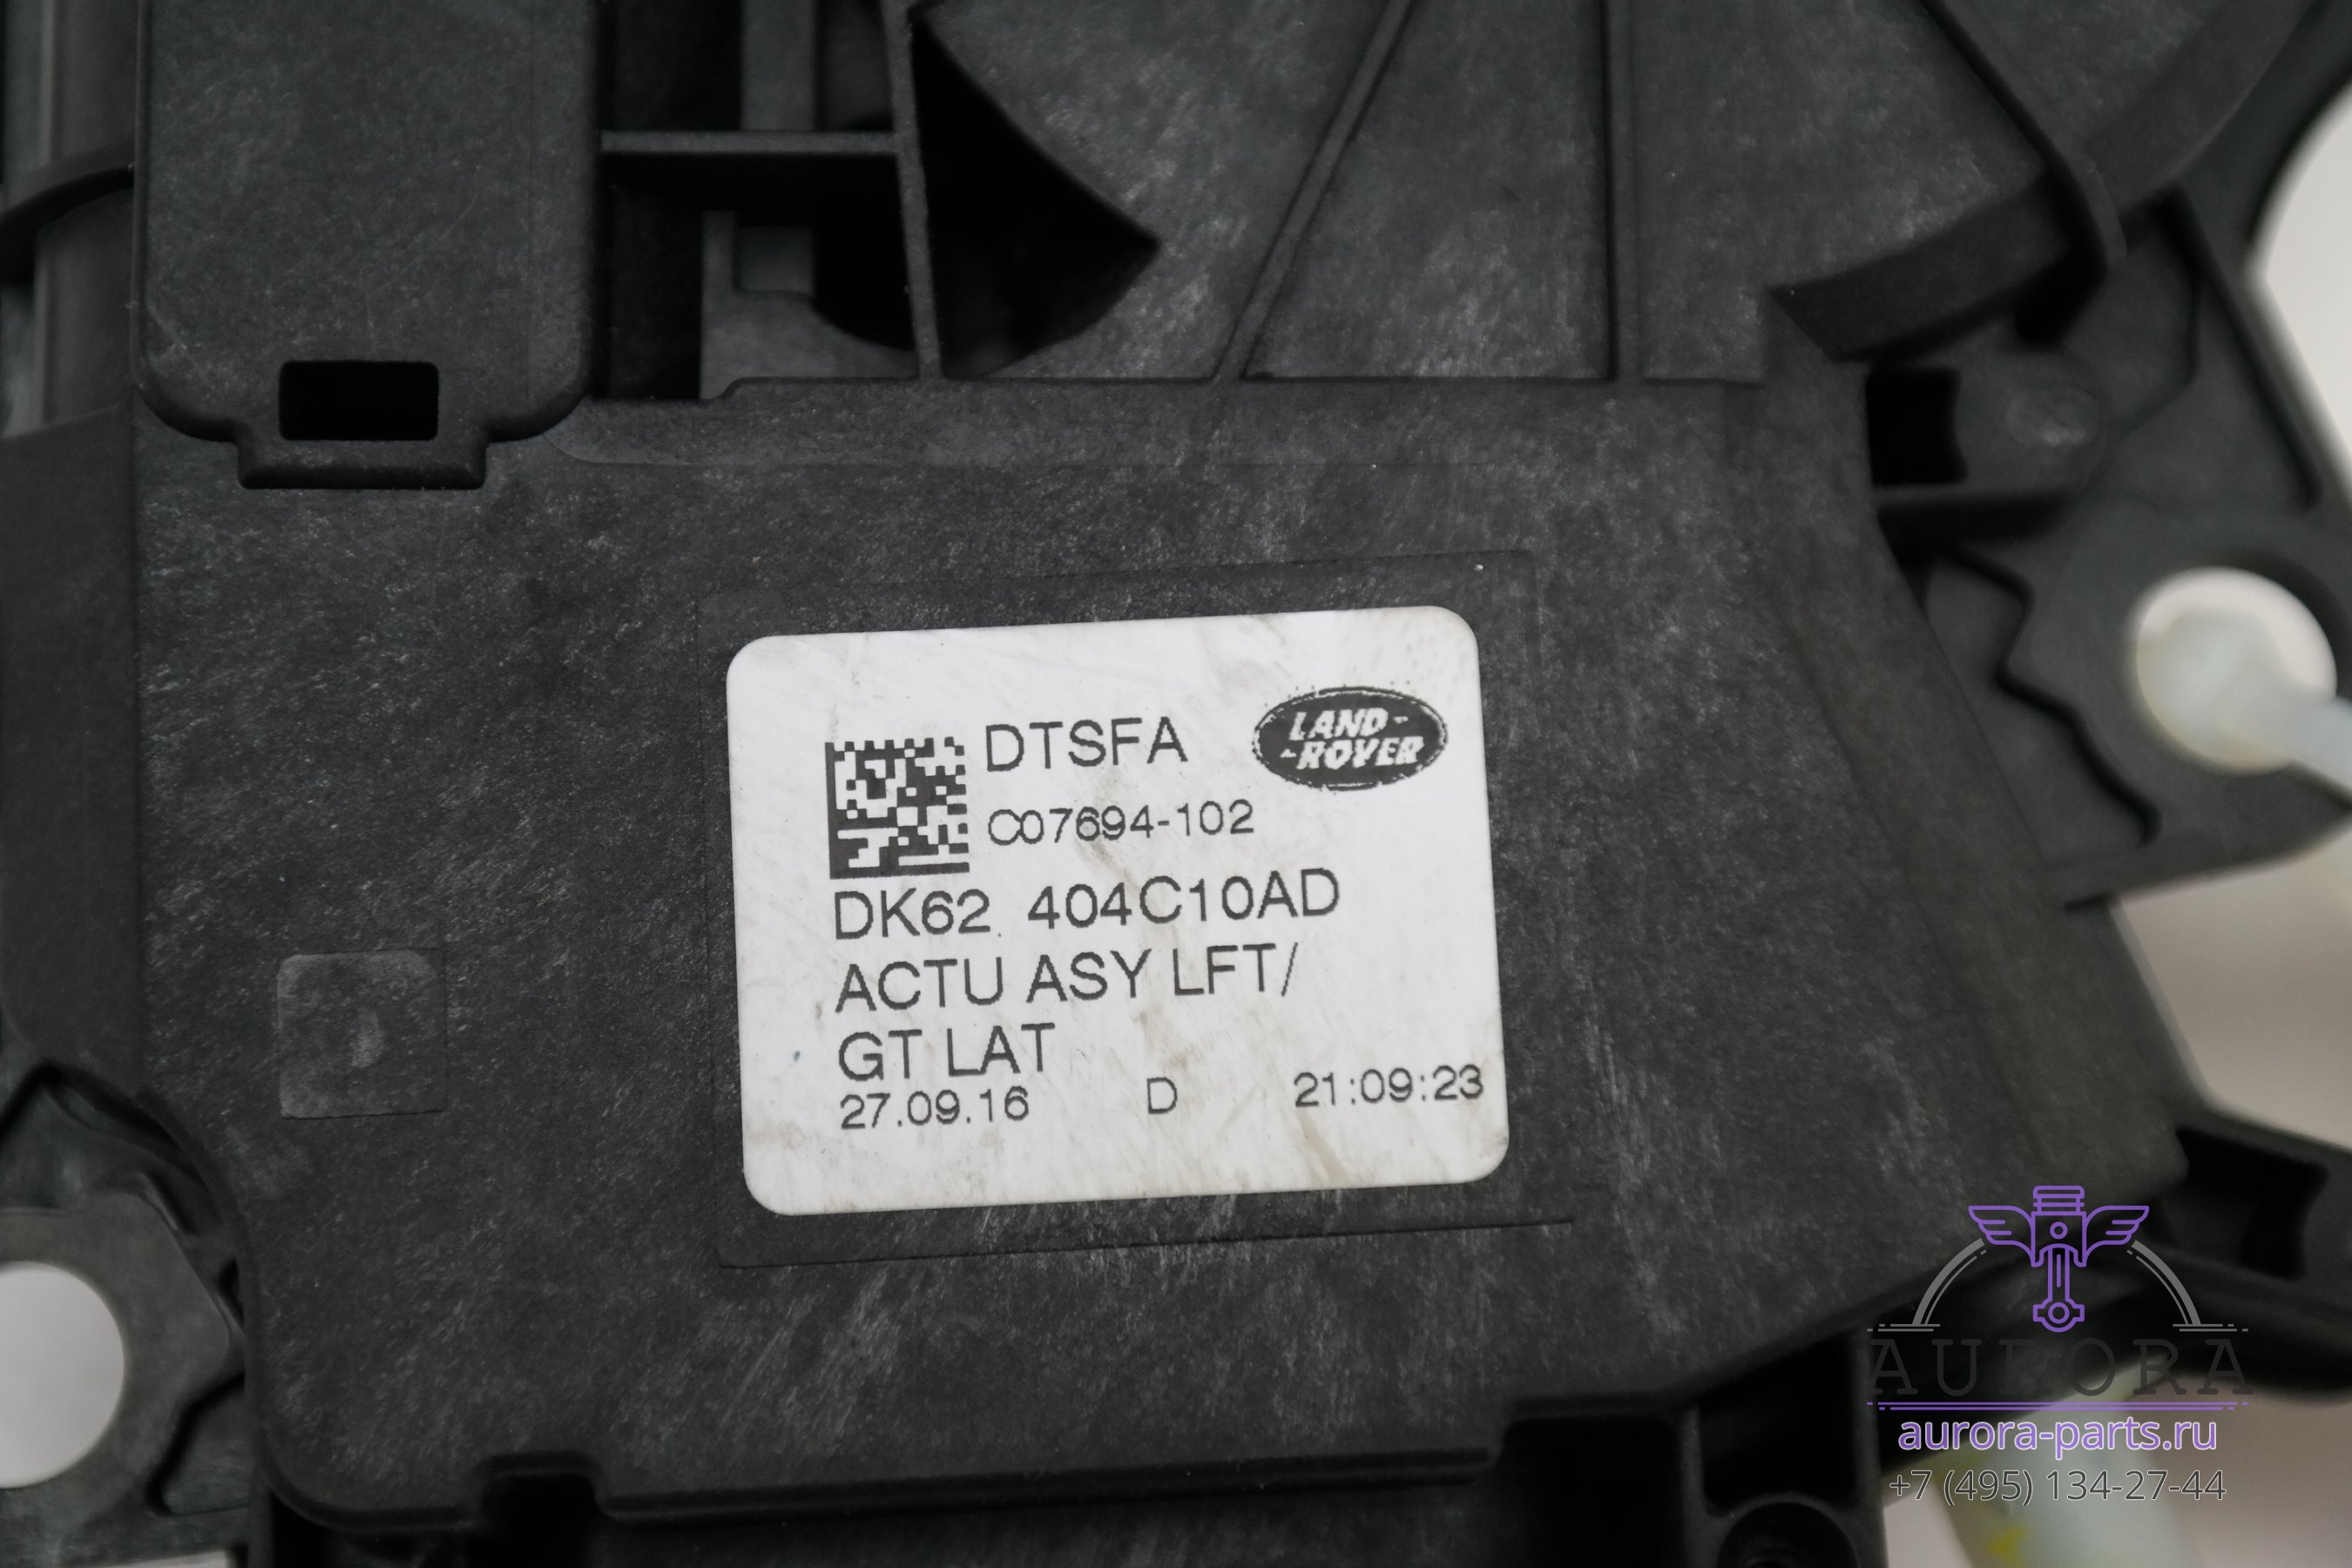 DTSFA
LAND-
-ROVER
C07694-102
DK62 404C10AD
ACTU ASY LFT/
GT LAT
27.09.16 D 21:09:23
AURORA
aurora-parts.ru
+7 (495) 134-27-44